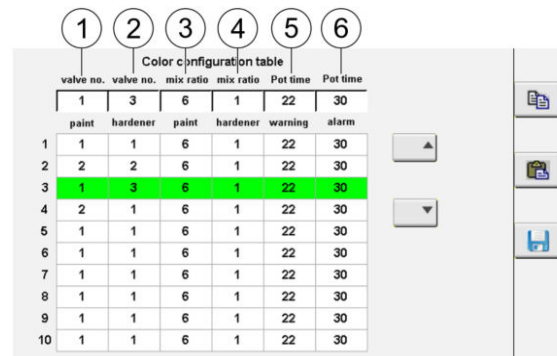 1 2 3 4 5 6
Color configuration table
valve no. valve no. mix ratio mix ratio Pot time Pot time
1 3 6 1 22 30
paint hardener paint hardener warning alarm
1 1 1 6 1 22 30
2 2 2 6 1 22 30
3 1 3 6 1 22 30
4 2 1 6 1 22 30
5 1 1 6 1 22 30
6 1 1 6 1 22 30
7 1 1 6 1 22 30
8 1 1 6 1 22 30
9 1 1 6 1 22 30
10 1 1 6 1 22 30